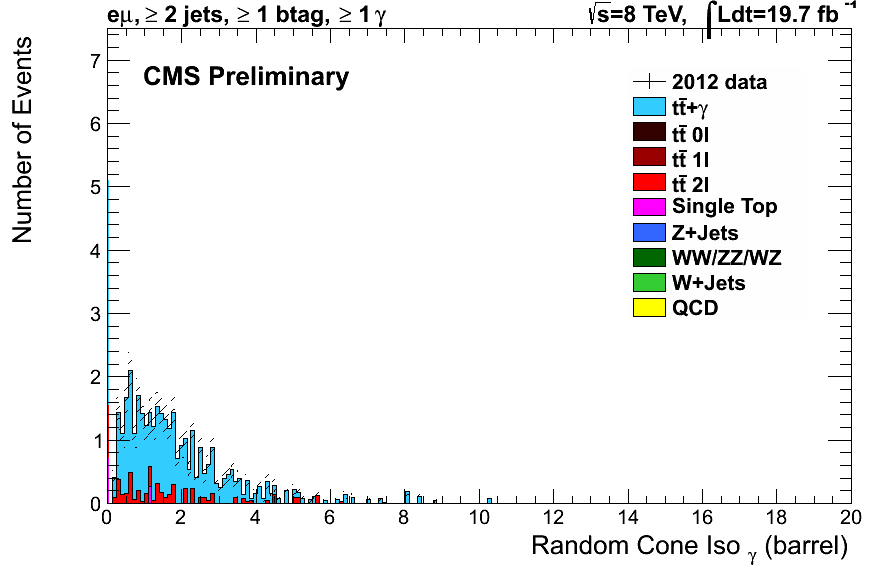 eμ, ≥ 2 jets, ≥ 1 btag, ≥ 1 γ
√s=8 TeV, ∫Ldt=19.7 fb⁻¹
CMS Preliminary
2012 data
tt̄+γ
tt̄ 0l
tt̄ 1l
tt̄ 2l
Single Top
Z+Jets
WW/ZZ/WZ
W+Jets
QCD
Number of Events
7
6
5
4
3
2
1
0
0 2 4 6 8 10 12 14 16 18 20
Random Cone Iso γ (barrel)